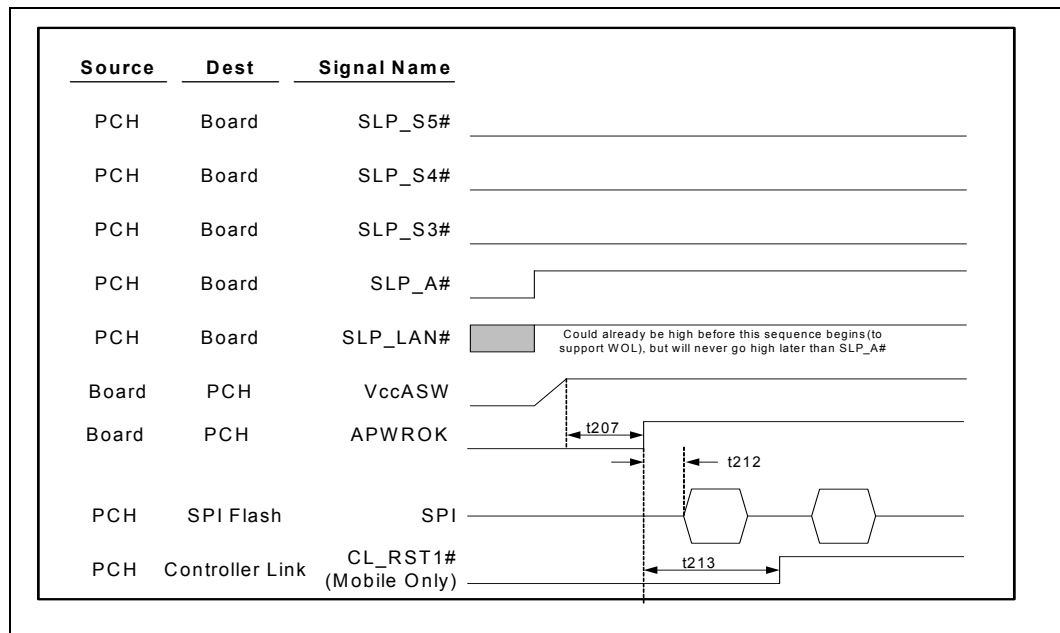 Source Dest Signal Name
PCH Board SLP_S5#
PCH Board SLP_S4#
PCH Board SLP_S3#
PCH Board SLP_A#
PCH Board SLP_LAN#
Could already be high before this sequence begins(to
support WOL), but will never go high later than SLP_A#
Board PCH VccASW
Board PCH APWROK
t207
t212
PCH SPI Flash SPI
PCH Controller Link CL_RST1#
(Mobile Only)
t213